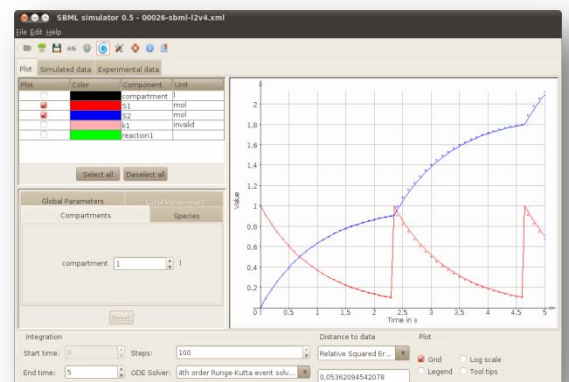 SBML simulator 0.5 - 00026-sbml-l2v4.xml
File Edit Help
Plot Simulated data Experimental data
Plot Color Component Unit
compartment l
S1 mol
S2 mol
k1 invalid
reaction1
Select all Deselect all
Global Parameters Local Parameters
Compartments Species
compartment 1 l
Reset
Value
2
1,8
1,6
1,4
1,2
1
0,8
0,6
0,4
0,2
0 0,5 1 1,5 2 2,5 3 3,5 4 4,5 5
Time in s
Integration
Start time: 0 Steps: 100
End time: 5 ODE Solver: 4th order Runge-Kutta event solv...
Distance to data
Relative Squared Er...
0,05362094542078
Plot
Grid Log scale
Legend Tool tips